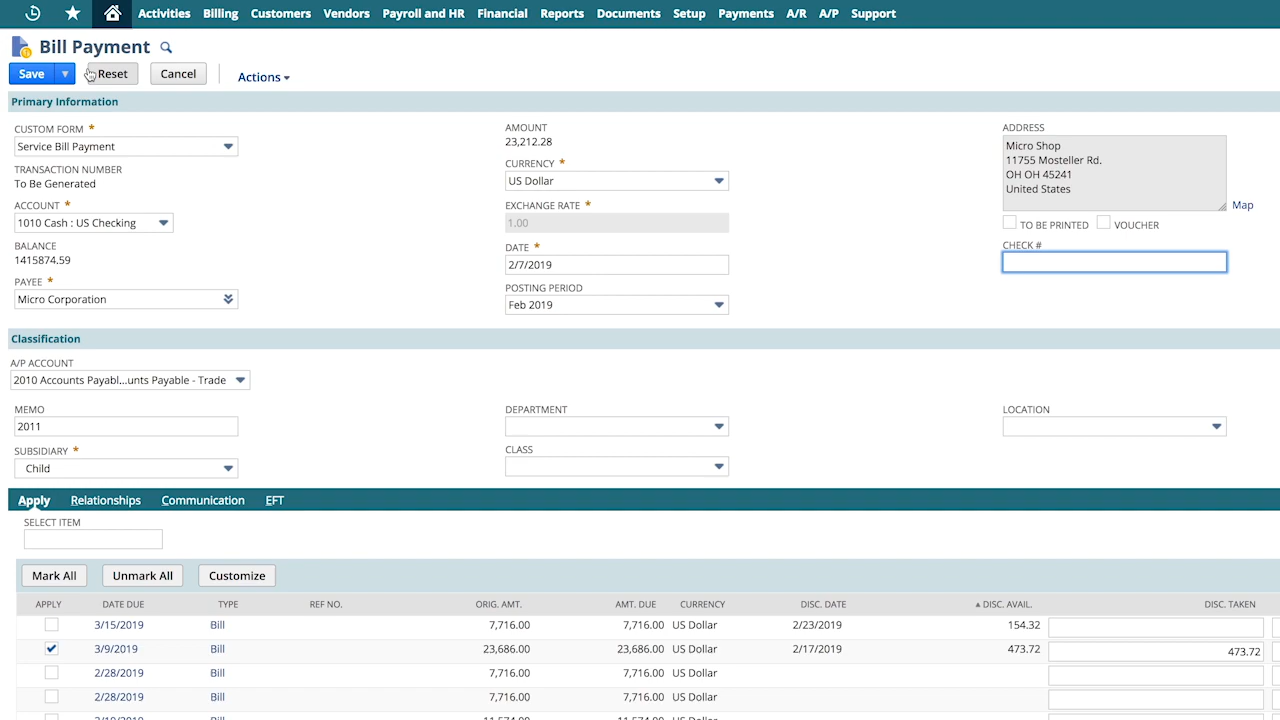 Activities Billing Customers Vendors Payroll and HR Financial Reports Documents Setup Payments A/R A/P Support
Bill Payment
Save Reset Cancel Actions
Primary Information
CUSTOM FORM *
Service Bill Payment
TRANSACTION NUMBER
To Be Generated
ACCOUNT *
1010 Cash : US Checking
BALANCE
1415874.59
PAYEE *
Micro Corporation
AMOUNT
23,212.28
CURRENCY *
US Dollar
EXCHANGE RATE *
1.00
DATE *
2/7/2019
POSTING PERIOD
Feb 2019
ADDRESS
Micro Shop
11755 Mosteller Rd.
OH OH 45241
United States
Map
TO BE PRINTED VOUCHER
CHECK #
Classification
A/P ACCOUNT
2010 Accounts Payabl...unts Payable - Trade
MEMO
2011
SUBSIDIARY *
Child
DEPARTMENT
CLASS
LOCATION
Apply Relationships Communication EFT
SELECT ITEM
Mark All Unmark All Customize
APPLY DATE DUE TYPE REF NO. ORIG. AMT. AMT. DUE CURRENCY DISC. DATE DISC. AVAIL. DISC. TAKEN
3/15/2019 Bill 7,716.00 7,716.00 US Dollar 2/23/2019 154.32
3/9/2019 Bill 23,686.00 23,686.00 US Dollar 2/17/2019 473.72 473.72
2/28/2019 Bill 7,716.00 7,716.00 US Dollar
2/28/2019 Bill 7,716.00 7,716.00 US Dollar